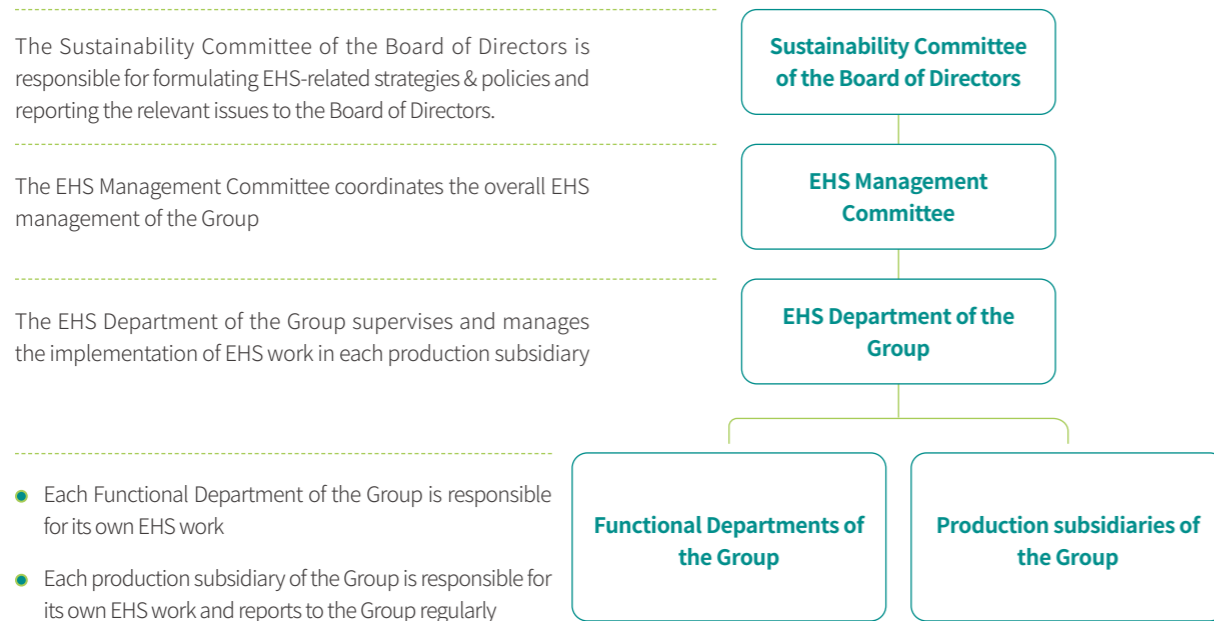 The Sustainability Committee of the Board of Directors is
responsible for formulating EHS-related strategies & policies and
reporting the relevant issues to the Board of Directors.
Sustainability Committee
of the Board of Directors
The EHS Management Committee coordinates the overall EHS
management of the Group
EHS Management
Committee
The EHS Department of the Group supervises and manages
the implementation of EHS work in each production subsidiary
EHS Department of the
Group
Each Functional Department of the Group is responsible
for its own EHS work
Each production subsidiary of the Group is responsible for
its own EHS work and reports to the Group regularly
Functional Departments of
the Group
Production subsidiaries of
the Group